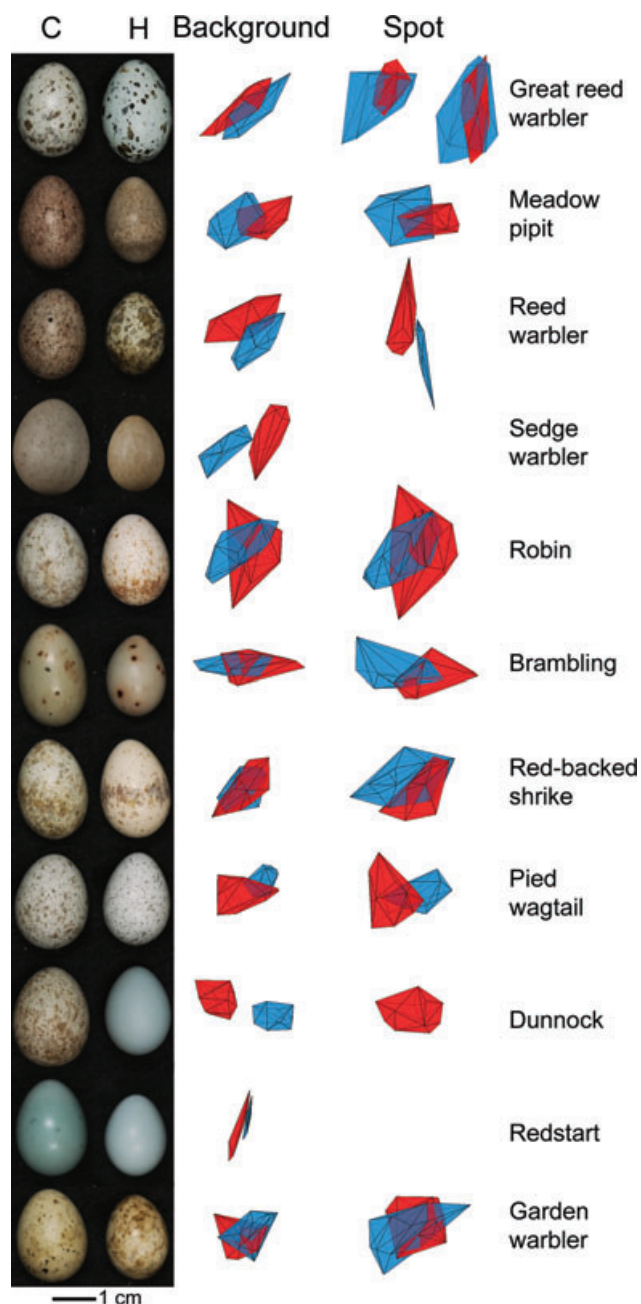 C H Background Spot
Great reed
warbler
Meadow
pipit
Reed
warbler
Sedge
warbler
Robin
Brambling
Red-backed
shrike
Pied
wagtail
Dunnock
Redstart
Garden
warbler
1 cm